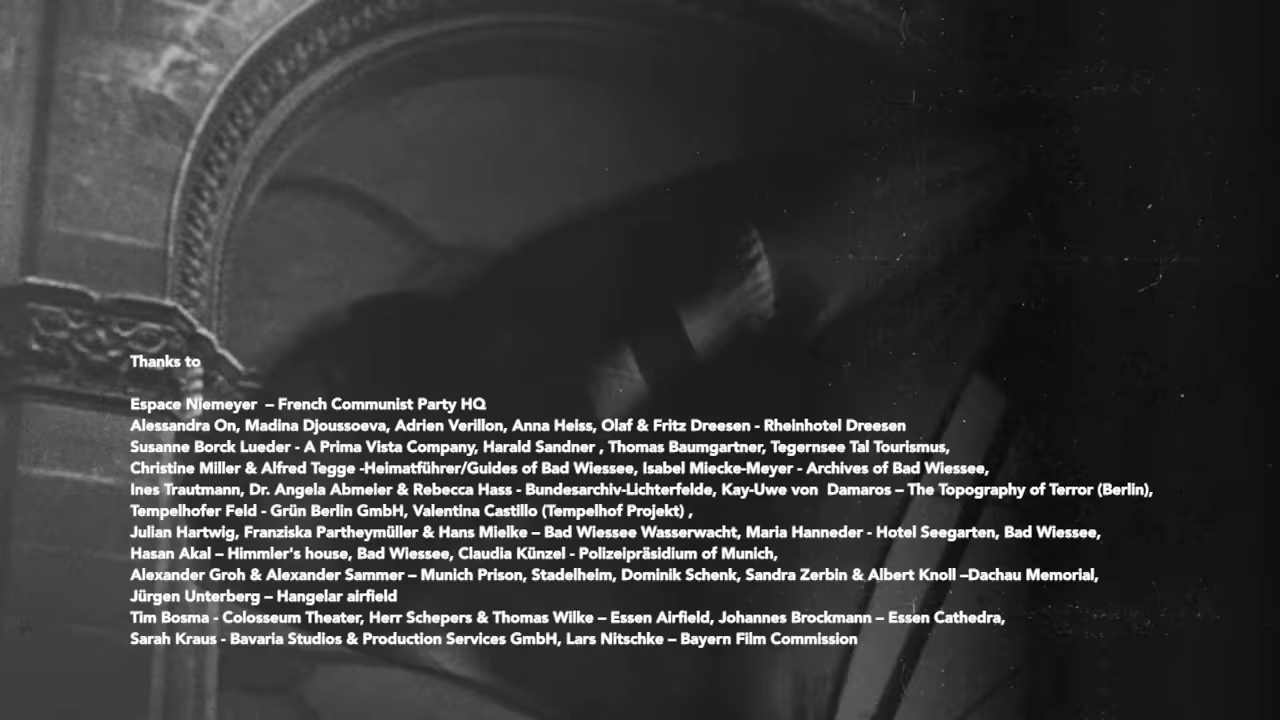 Thanks to
Espace Niemeyer – French Communist Party HQ
Alessandra On, Madina Djoussoeva, Adrien Verillon, Anna Heiss, Olaf & Fritz Dreesen - Rheinhotel Dreesen
Susanne Borck Lueder - A Prima Vista Company, Harald Sandner , Thomas Baumgartner, Tegernsee Tal Tourismus,
Christine Miller & Alfred Tegge -Heimatführer/Guides of Bad Wiessee, Isabel Miecke-Meyer - Archives of Bad Wiessee,
Ines Trautmann, Dr. Angela Abmeier & Rebecca Hass - Bundesarchiv-Lichterfelde, Kay-Uwe von Damaros – The Topography of Terror (Berlin),
Tempelhofer Feld - Grün Berlin GmbH, Valentina Castillo (Tempelhof Projekt) ,
Julian Hartwig, Franziska Partheymüller & Hans Mielke – Bad Wiessee Wasserwacht, Maria Hanneder - Hotel Seegarten, Bad Wiessee,
Hasan Akal – Himmler's house, Bad Wiessee, Claudia Künzel - Polizeipräsidium of Munich,
Alexander Groh & Alexander Sammer – Munich Prison, Stadelheim, Dominik Schenk, Sandra Zerbin & Albert Knoll –Dachau Memorial,
Jürgen Unterberg – Hangelar airfield
Tim Bosma - Colosseum Theater, Herr Schepers & Thomas Wilke – Essen Airfield, Johannes Brockmann – Essen Cathedra,
Sarah Kraus - Bavaria Studios & Production Services GmbH, Lars Nitschke – Bayern Film Commission